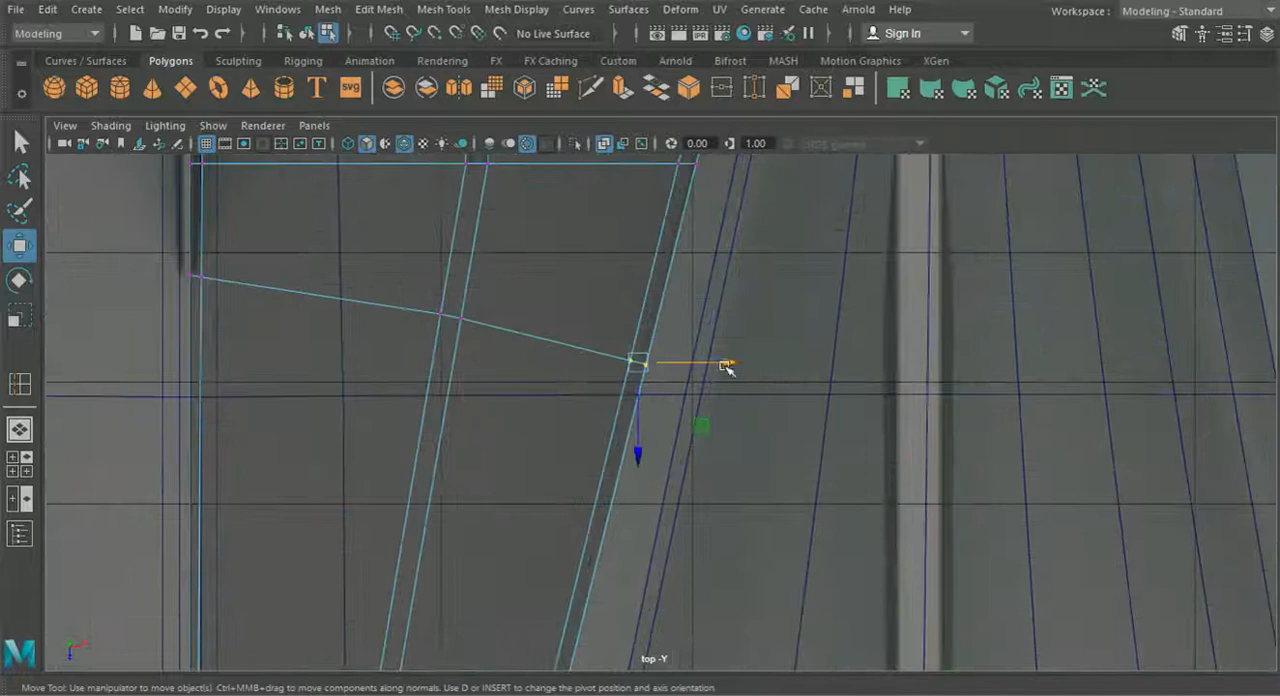 File Edit Create Select Modify Display Windows Mesh Edit Mesh Mesh Tools Mesh Display Curves Surfaces Deform UV Generate Cache Arnold Help Workspace : Modeling - Standard
Modeling No Live Surface Sign In
Curves / Surfaces Polygons Sculpting Rigging Animation Rendering FX FX Caching Custom Arnold Bifrost MASH Motion Graphics XGen
T svg
View Shading Lighting Show Renderer Panels
0.00 1.00
top -Y
M
Move Tool: Use manipulator to move object(s). Ctrl+MMB+drag to move components along normals. Use D or INSERT to change the pivot position and axis orientation